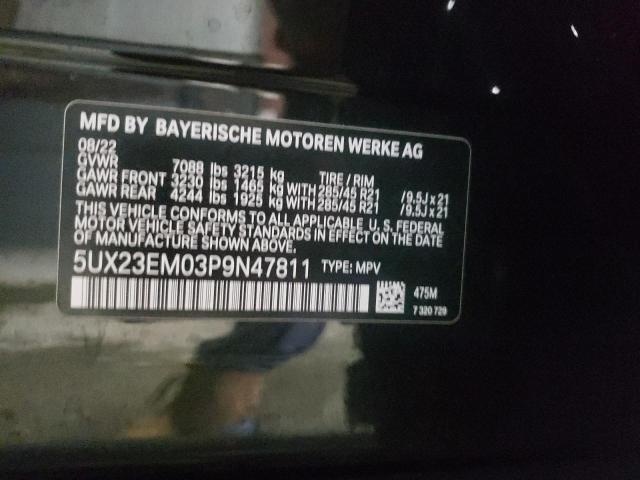 MFD BY BAYERISCHE MOTOREN WERKE AG
08/22
GVWR 7088 lbs 3215 kg TIRE / RIM
GAWR FRONT 3230 lbs 1465 kg WITH 285/45 R21 /9.5J x 21
GAWR REAR 4244 lbs 1925 kg WITH 285/45 R21 /9.5J x 21
THIS VEHICLE CONFORMS TO ALL APPLICABLE U. S. FEDERAL
MOTOR VEHICLE SAFETY STANDARDS IN EFFECT ON THE DATE
OF MANUFACTURE SHOWN ABOVE.
5UX23EM03P9N47811 TYPE: MPV
475M
7 320 729